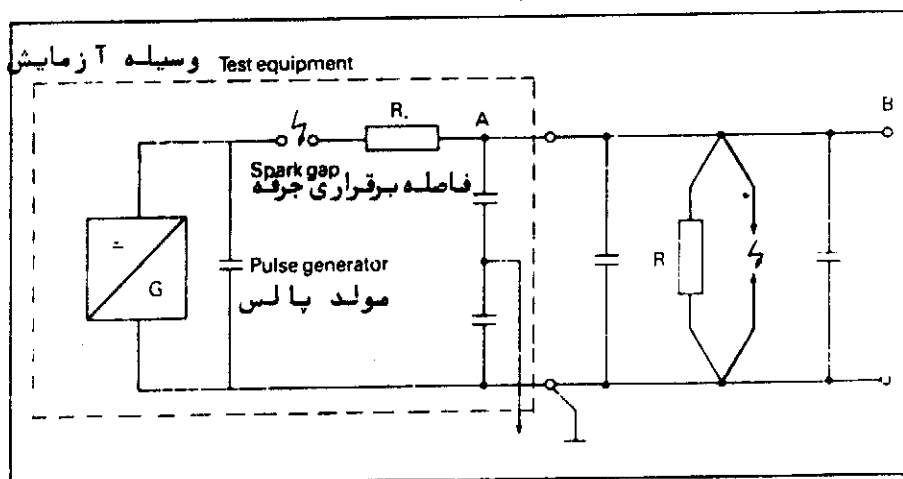 وسیله آزمایش Test equipment
R.
A
B
Spark gap
فاصله برقراری جرقه
G
Pulse generator
مولد پالس
R